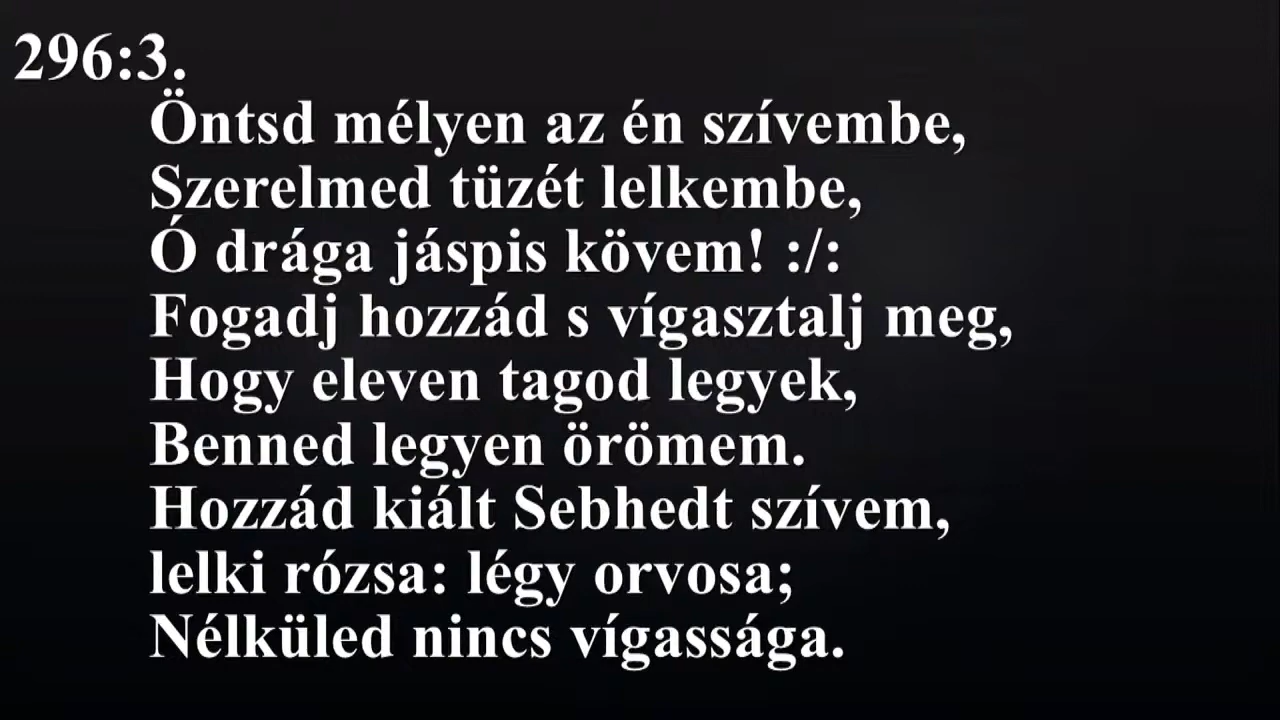 296:3.
Öntsd mélyen az én szívembe,
Szerelmed tüzét lelkembe,
Ó drága jáspis kövem! :/:
Fogadj hozzád s vígasztalj meg,
Hogy eleven tagod legyek,
Benned legyen örömem.
Hozzád kiált Sebhedt szívem,
lelki rózsa: légy orvosa;
Nélküled nincs vígassága.